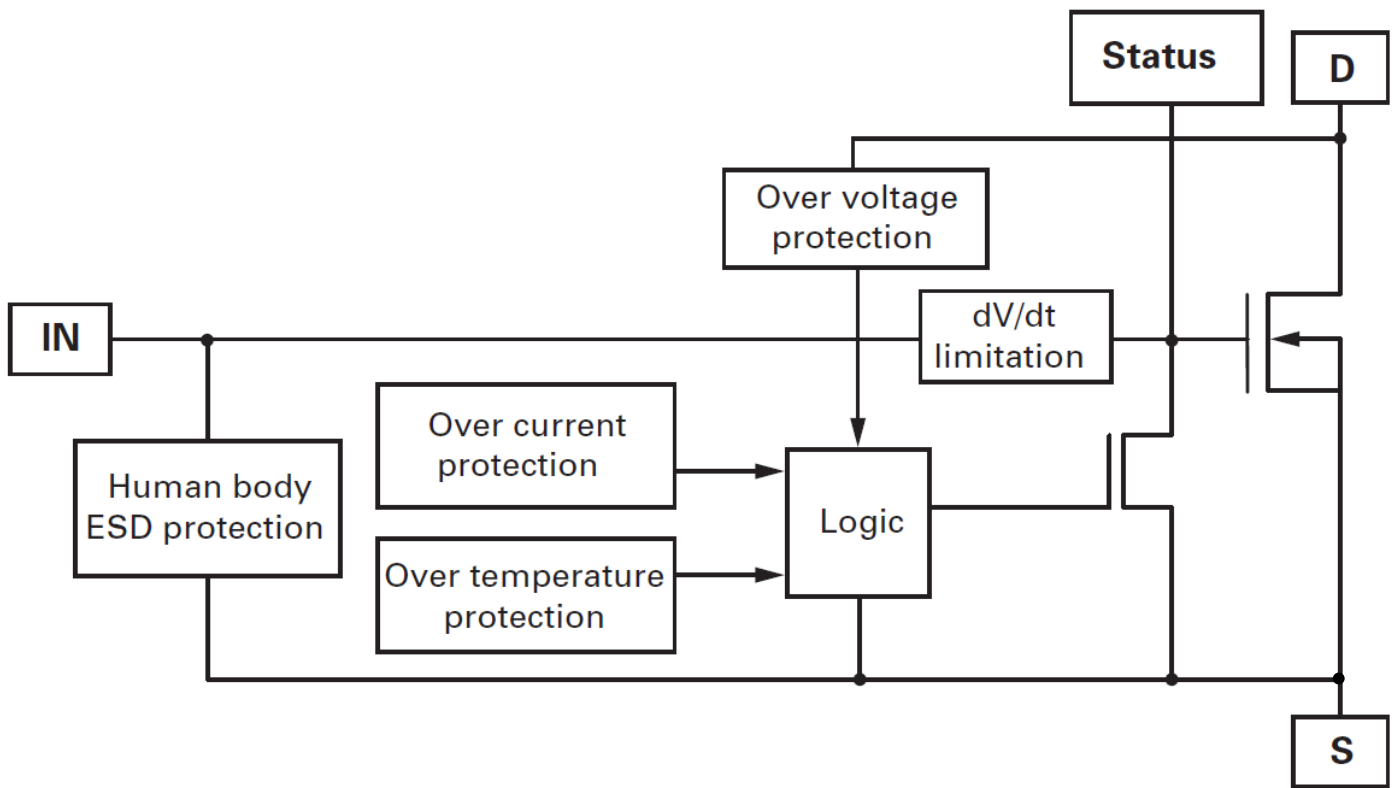 Status
D
Over voltage
protection
IN
dV/dt
limitation
Over current
protection
Human body
ESD protection
Logic
Over temperature
protection
S